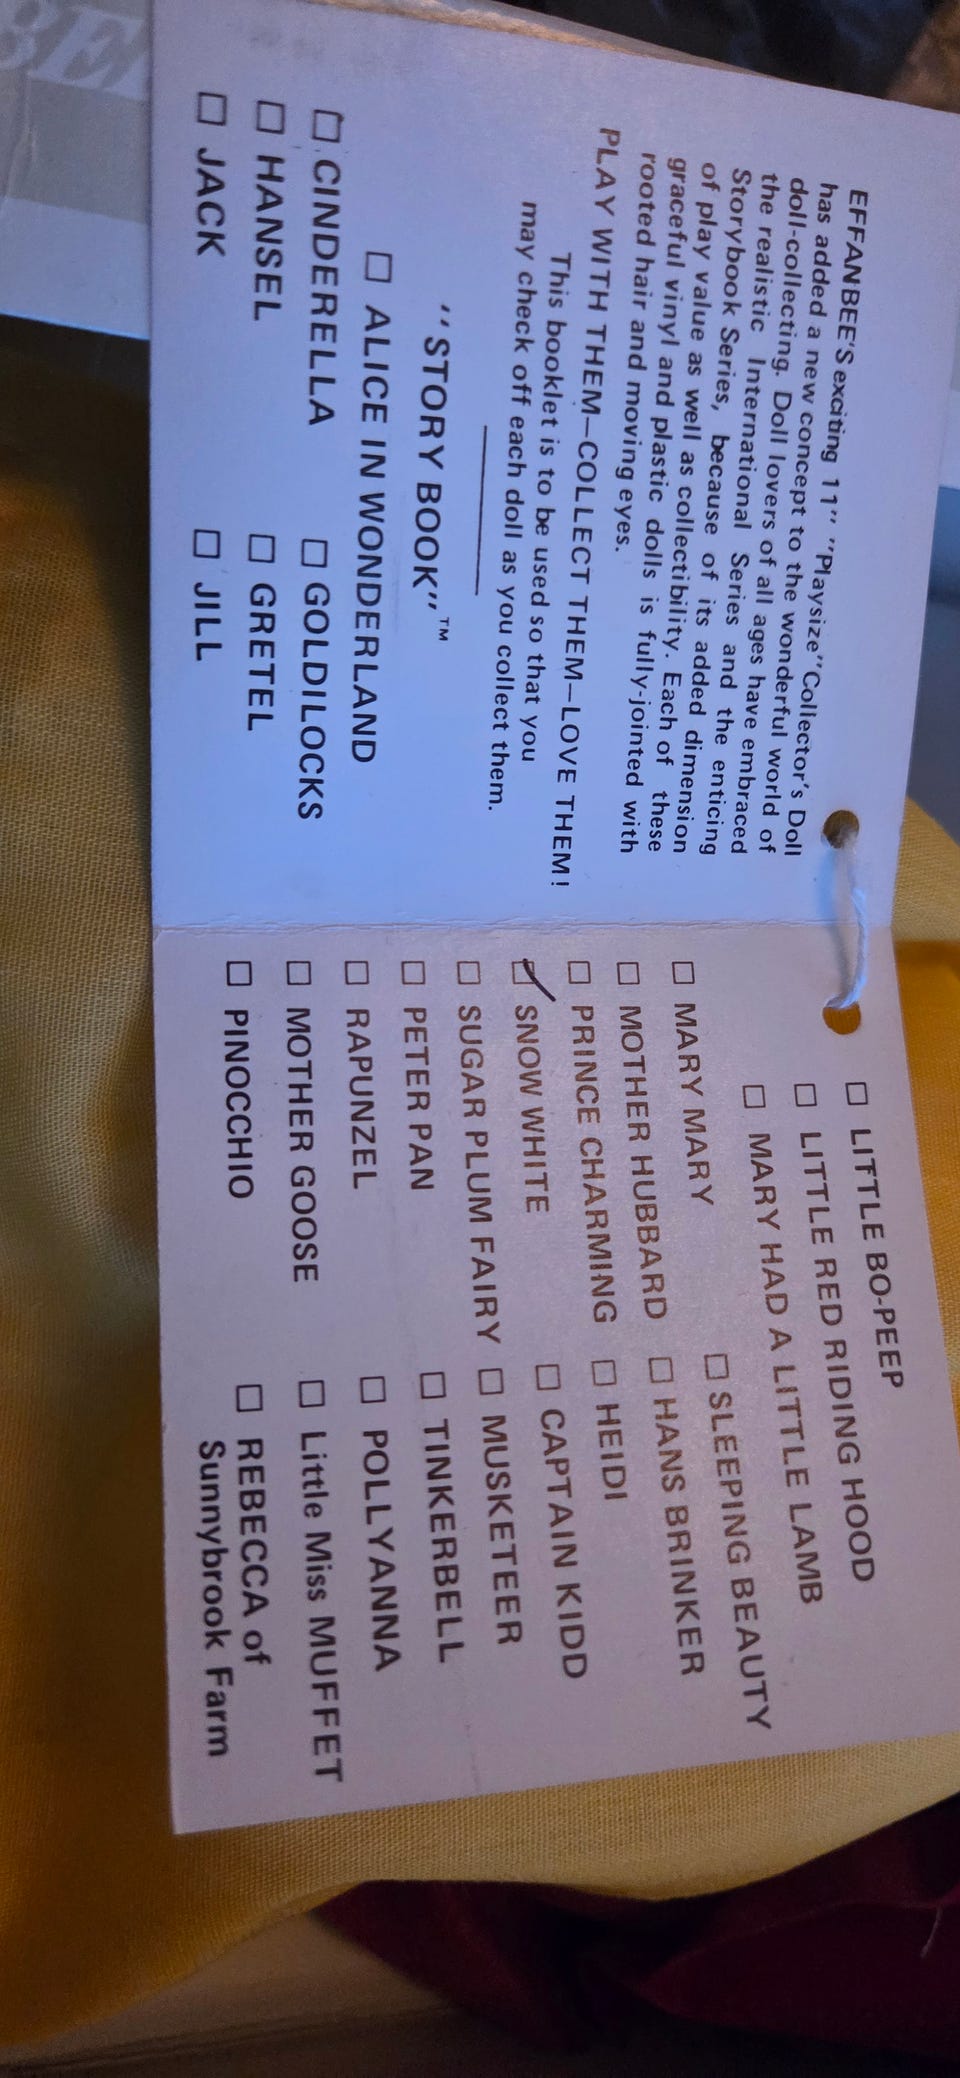 EFFANBEE'S exciting 11" "Playsize" Collector's Doll
has added a new concept to the wonderful world of
doll-collecting. Doll lovers of all ages have embraced
the realistic International Series and the enticing
Storybook Series, because of its added dimension
of play value as well as collectibility. Each of these
graceful vinyl and plastic dolls is fully-jointed with
rooted hair and moving eyes.
PLAY WITH THEM—COLLECT THEM—LOVE THEM!
This booklet is to be used so that you
may check off each doll as you collect them.
"STORY BOOK"™
☐ ALICE IN WONDERLAND
☐ CINDERELLA ☐ GOLDILOCKS
☐ HANSEL ☐ GRETEL
☐ JACK ☐ JILL
☐ LITTLE BO-PEEP
☐ LITTLE RED RIDING HOOD
☐ MARY HAD A LITTLE LAMB
☐ MARY MARY ☐ SLEEPING BEAUTY
☐ MOTHER HUBBARD ☐ HANS BRINKER
☐ PRINCE CHARMING ☐ HEIDI
☑ SNOW WHITE ☐ CAPTAIN KIDD
☐ SUGAR PLUM FAIRY ☐ MUSKETEER
☐ PETER PAN ☐ TINKERBELL
☐ RAPUNZEL ☐ POLLYANNA
☐ MOTHER GOOSE ☐ Little Miss MUFFET
☐ PINOCCHIO ☐ REBECCA of
Sunnybrook Farm